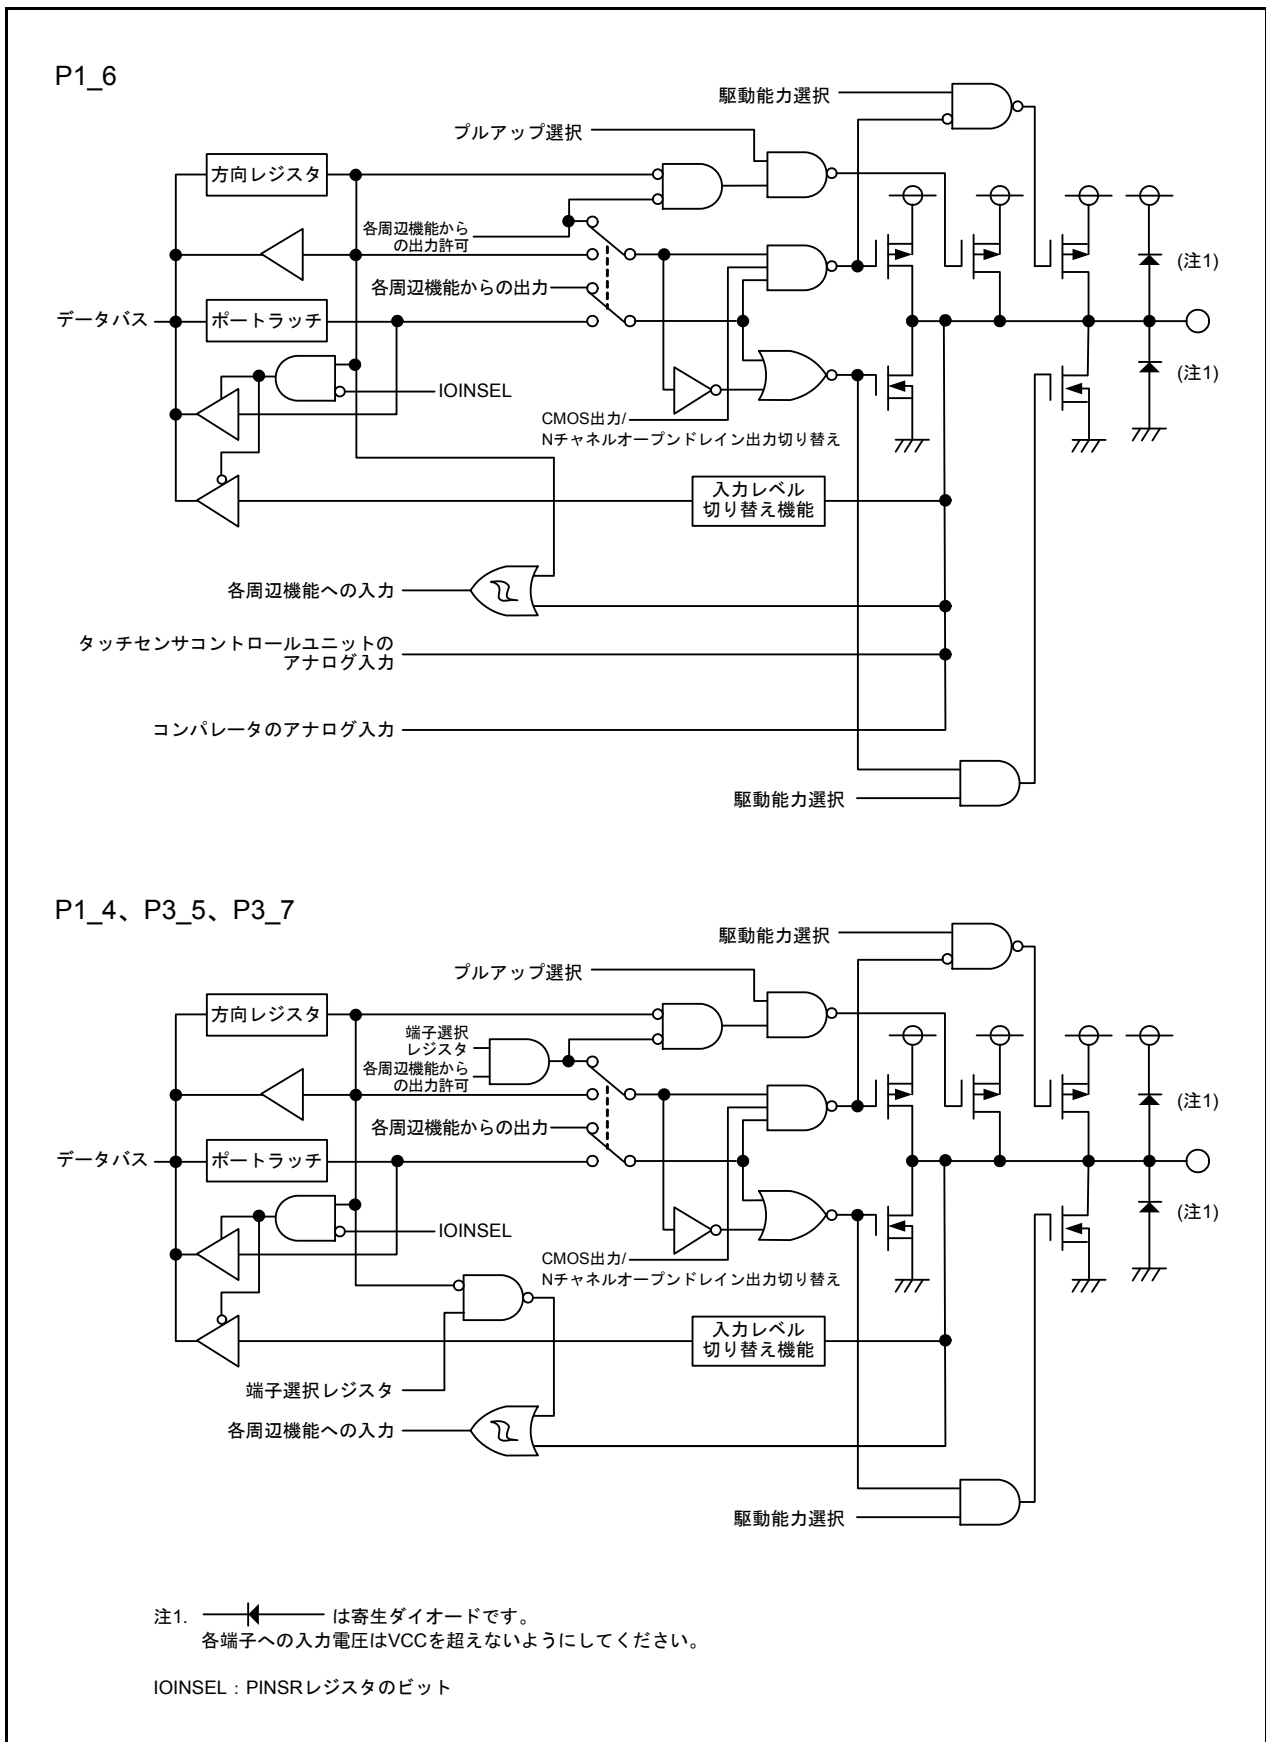 P1_6
駆動能力選択
プルアップ選択
方向レジスタ
各周辺機能から
の出力許可
(注1)
各周辺機能からの出力
データバス
ポートラッチ
(注1)
IOINSEL
CMOS出力/
Nチャネルオープンドレイン出力切り替え
入力レベル
切り替え機能
各周辺機能への入力
タッチセンサコントロールユニットの
アナログ入力
コンパレータのアナログ入力
駆動能力選択
P1_4、P3_5、P3_7
駆動能力選択
プルアップ選択
方向レジスタ
端子選択
レジスタ
各周辺機能から
の出力許可
(注1)
各周辺機能からの出力
データバス
ポートラッチ
(注1)
IOINSEL
CMOS出力/
Nチャネルオープンドレイン出力切り替え
入力レベル
切り替え機能
端子選択レジスタ
各周辺機能への入力
駆動能力選択
注1. は寄生ダイオードです。
各端子への入力電圧はVCCを超えないようにしてください。
IOINSEL：PINSRレジスタのビット